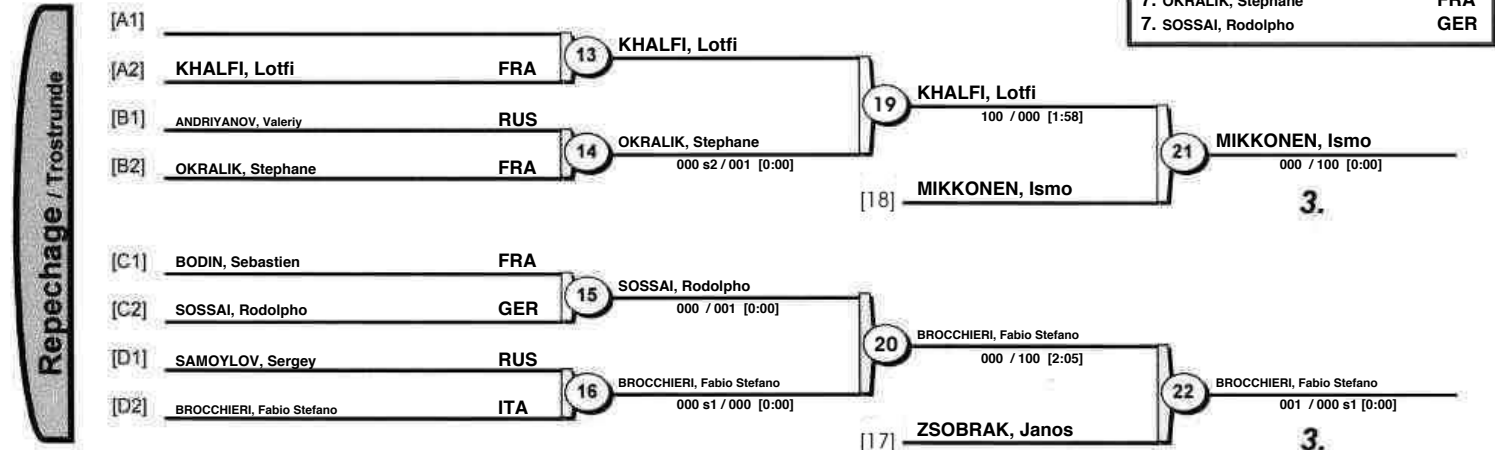 7. OKRALIK, Stephane FRA
7. SOSSAI, Rodolpho GER
Repechage / Trostrunde
[A1]
13 KHALFI, Lotfi
[A2] KHALFI, Lotfi FRA
19 KHALFI, Lotfi
100 / 000 [1:58]
[B1] ANDRIYANOV, Valeriy RUS
14 OKRALIK, Stephane
000 s2 / 001 [0:00]
21 MIKKONEN, Ismo
000 / 100 [0:00]
[B2] OKRALIK, Stephane FRA
[18] MIKKONEN, Ismo
3.
[C1] BODIN, Sebastien FRA
15 SOSSAI, Rodolpho
000 / 001 [0:00]
[C2] SOSSAI, Rodolpho GER
20 BROCCHIERI, Fabio Stefano
000 / 100 [2:05]
[D1] SAMOYLOV, Sergey RUS
16 BROCCHIERI, Fabio Stefano
000 s1 / 000 [0:00]
22 BROCCHIERI, Fabio Stefano
001 / 000 s1 [0:00]
[D2] BROCCHIERI, Fabio Stefano ITA
[17] ZSOBRAK, Janos
3.